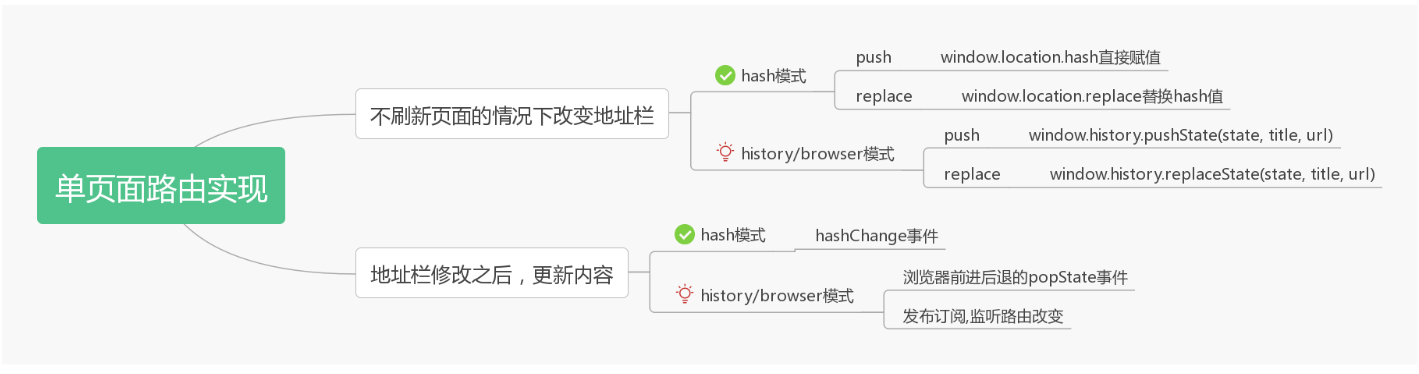 单页面路由实现
不刷新页面的情况下改变地址栏
hash模式
push window.location.hash直接赋值
replace window.location.replace替换hash值
history/browser模式
push window.history.pushState(state, title, url)
replace window.history.replaceState(state, title, url)
地址栏修改之后，更新内容
hash模式 hashChange事件
history/browser模式
浏览器前进后退的popState事件
发布订阅,监听路由改变